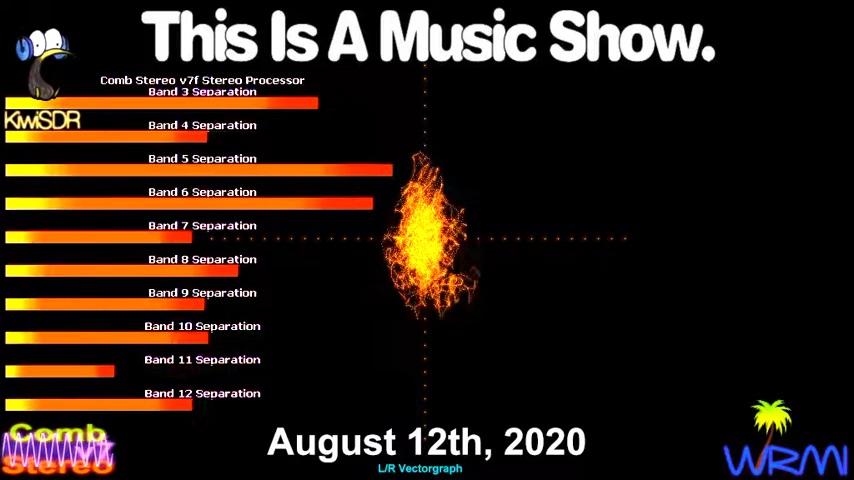 This Is A Music Show.
Comb Stereo v7f Stereo Processor
Band 3 Separation
KiwiSDR
Band 4 Separation
Band 5 Separation
Band 6 Separation
Band 7 Separation
Band 8 Separation
Band 9 Separation
Band 10 Separation
Band 11 Separation
Band 12 Separation
Comb
v7
Stereo
August 12th, 2020
L/R Vectorgraph
WRMI